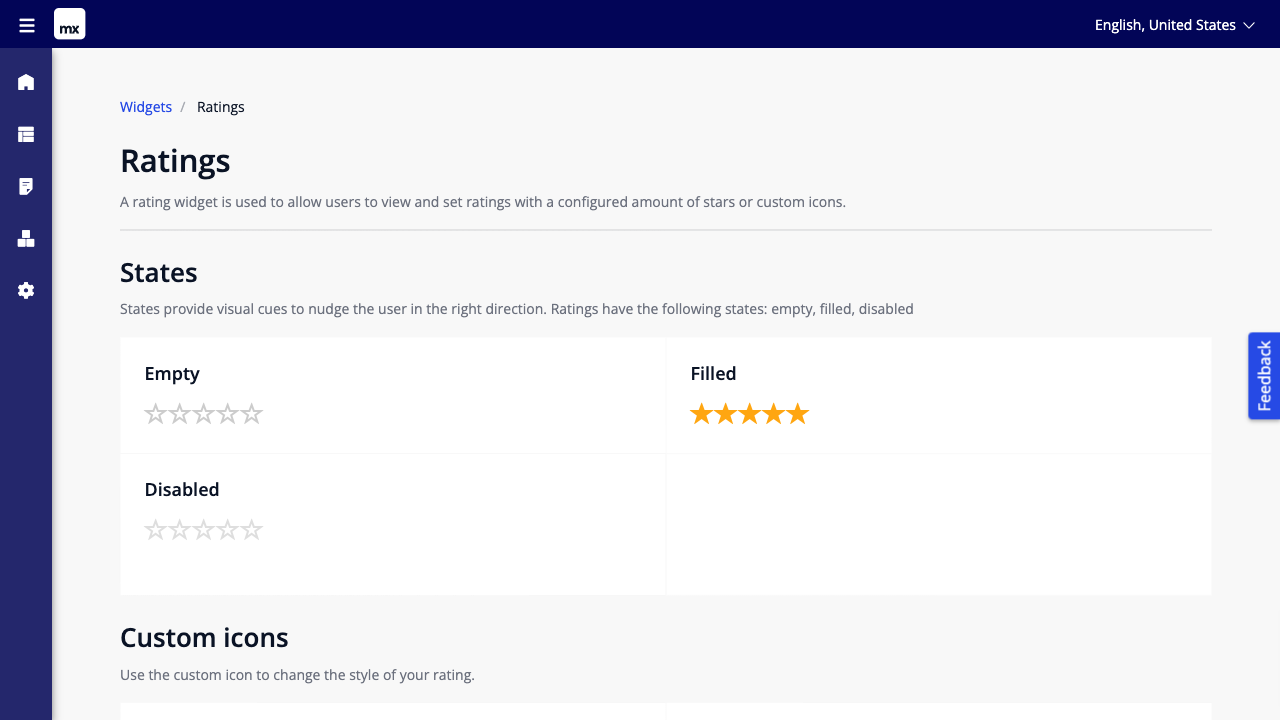 mx
English, United States
Widgets / Ratings
Ratings
A rating widget is used to allow users to view and set ratings with a configured amount of stars or custom icons.
States
States provide visual cues to nudge the user in the right direction. Ratings have the following states: empty, filled, disabled
Empty
Filled
Feedback
Disabled
Custom icons
Use the custom icon to change the style of your rating.